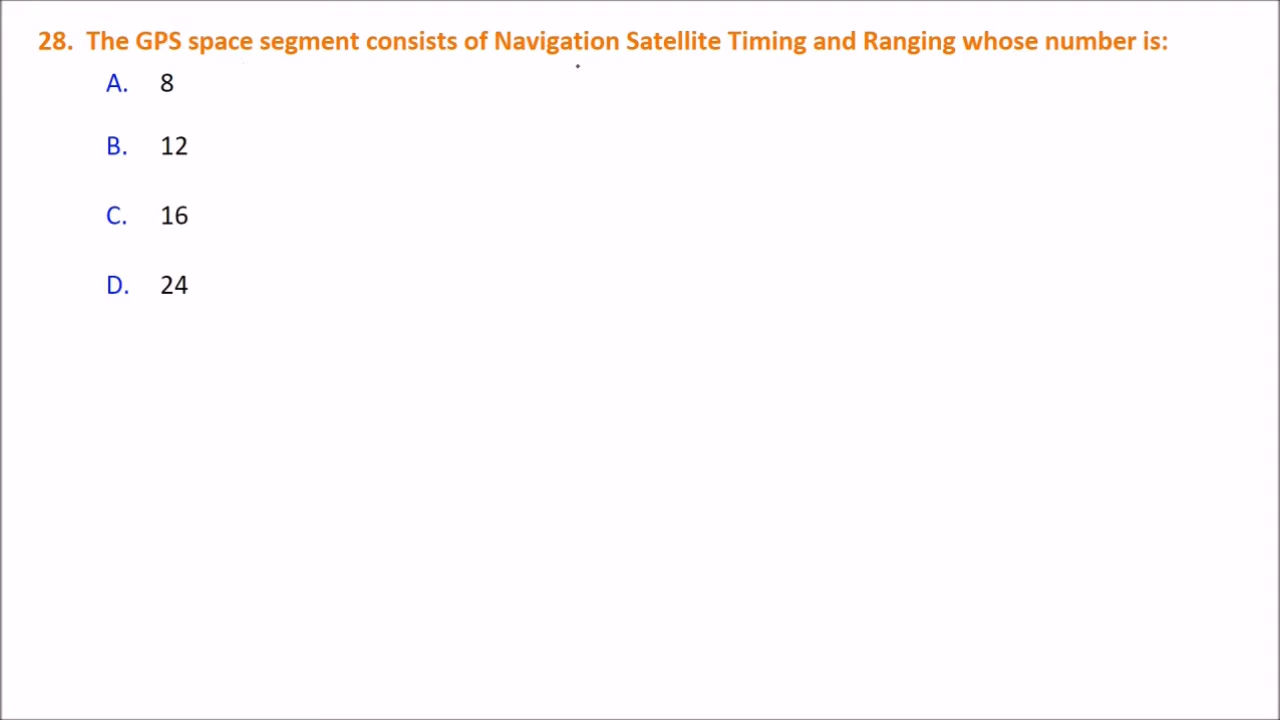 28. The GPS space segment consists of Navigation Satellite Timing and Ranging whose number is:
A. 8
B. 12
C. 16
D. 24